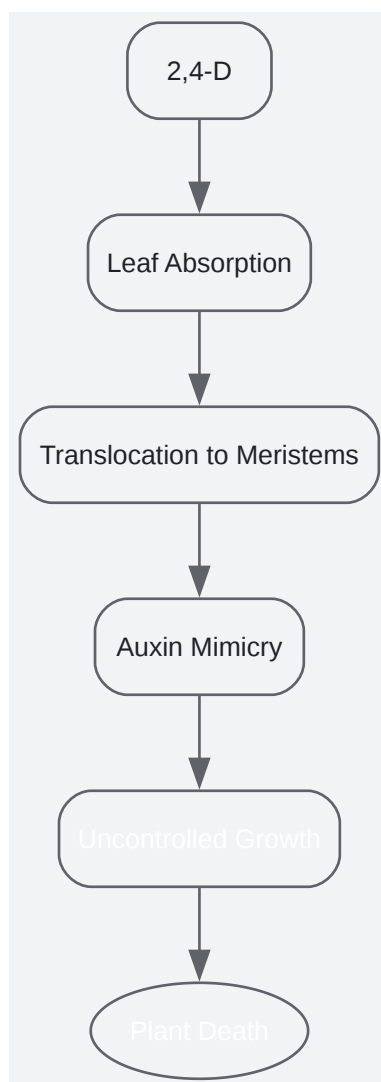 2,4-D
Leaf Absorption
Translocation to Meristems
Auxin Mimicry
Uncontrolled Growth
Plant Death